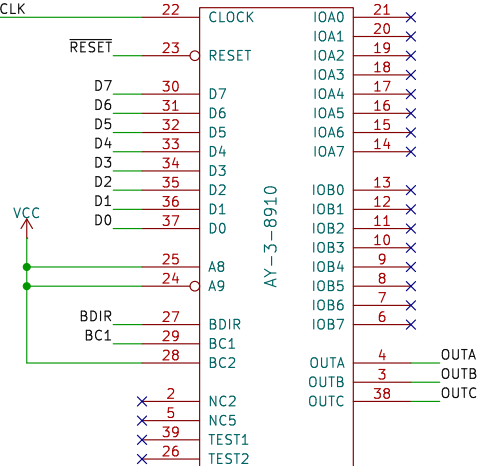 CLK 22 CLOCK IOA0 21
IOA1 20
RESET 23 RESET IOA2 19
IOA3 18
D7 30 D7 IOA4 17
D6 31 D6 IOA5 16
D5 32 D5 IOA6 15
D4 33 D4 IOA7 14
D3 34 D3
D2 35 D2 IOB0 13
D1 36 D1 IOB1 12
VCC D0 37 D0 IOB2 11
IOB3 10
25 A8 IOB4 9
24 A9 IOB5 8
IOB6 7
BDIR 27 BDIR IOB7 6
BC1 29 BC1
28 BC2 OUTA 4 OUTA
OUTB 3 OUTB
2 NC2 OUTC 38 OUTC
5 NC5
39 TEST1
26 TEST2
AY-3-8910